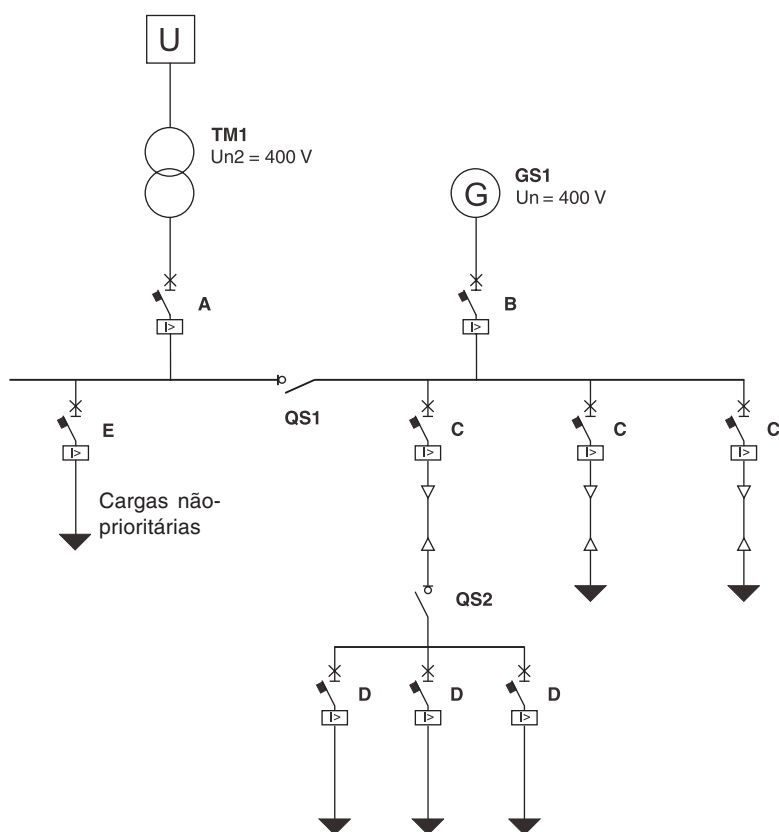 U
TM1
Un2 = 400 V
GS1
Un = 400 V
G
A
I>
B
I>
QS1
E
I>
C
I>
C
I>
C
I>
Cargas não-
prioritárias
QS2
D
I>
D
I>
D
I>